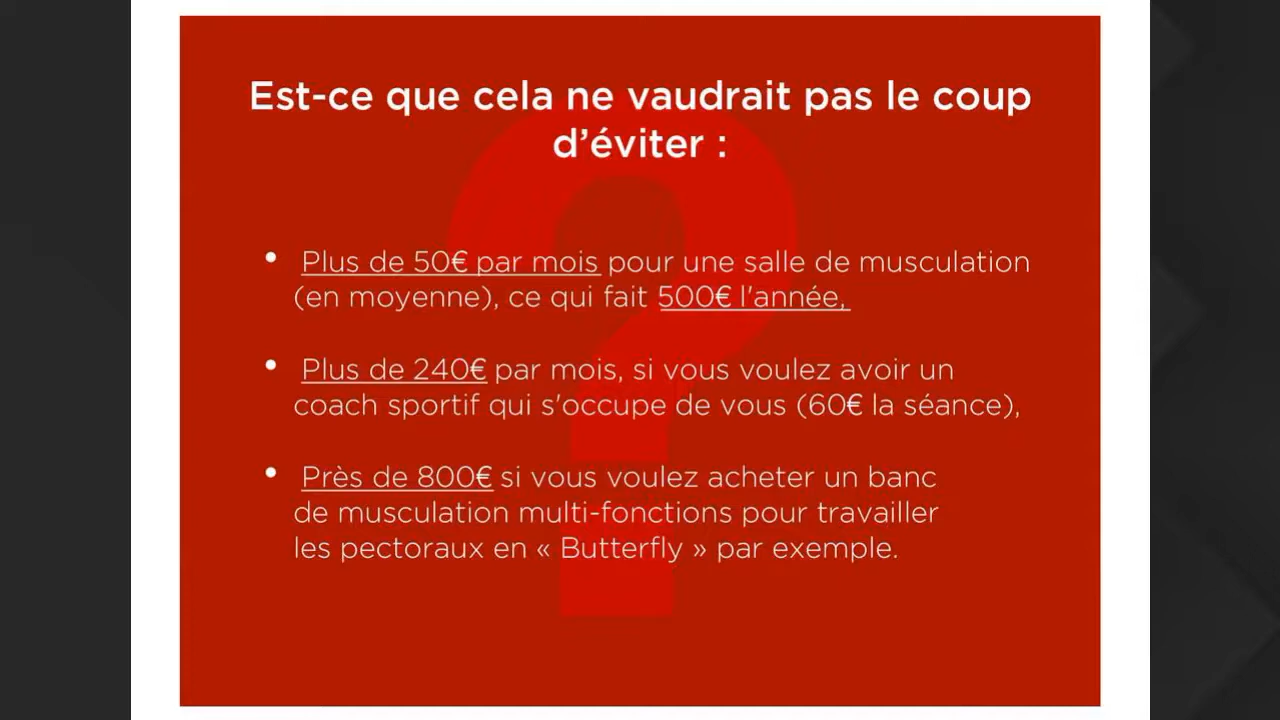 Est-ce que cela ne vaudrait pas le coup
d’éviter :
• Plus de 50€ par mois pour une salle de musculation
(en moyenne), ce qui fait 500€ l'année,
• Plus de 240€ par mois, si vous voulez avoir un
coach sportif qui s'occupe de vous (60€ la séance),
• Près de 800€ si vous voulez acheter un banc
de musculation multi-fonctions pour travailler
les pectoraux en « Butterfly » par exemple.